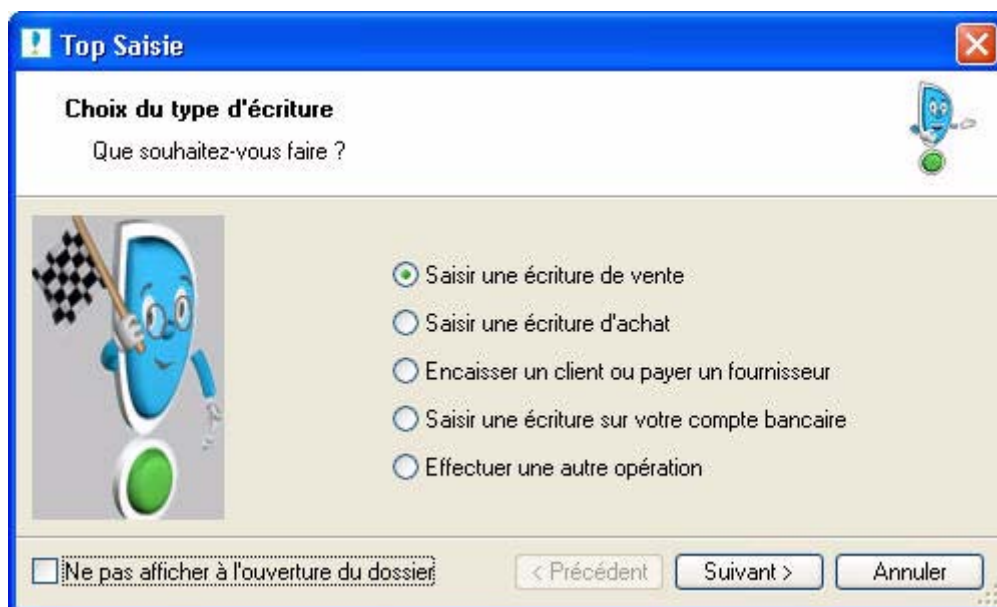 Top Saisie
Choix du type d'écriture
Que souhaitez-vous faire ?
Saisir une écriture de vente
Saisir une écriture d'achat
Encaisser un client ou payer un fournisseur
Saisir une écriture sur votre compte bancaire
Effectuer une autre opération
Ne pas afficher à l'ouverture du dossier
< Précédent
Suivant >
Annuler